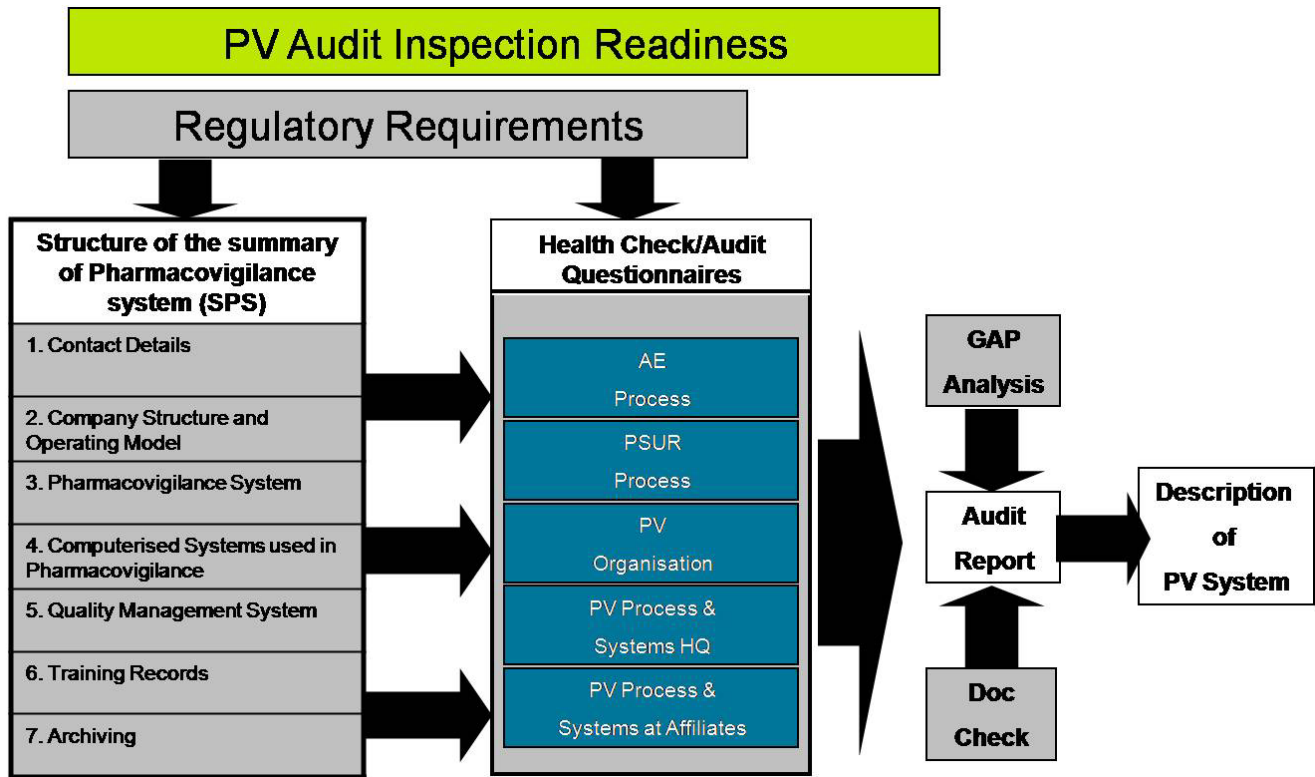 PV Audit Inspection Readiness
Regulatory Requirements
Structure of the summary
of Pharmacovigilance
system (SPS)
1. Contact Details
2. Company Structure and
Operating Model
3. Pharmacovigilance System
4. Computerised Systems used in
Pharmacovigilance
5. Quality Management System
6. Training Records
7. Archiving
Health Check/Audit
Questionnaires
AE
Process
PSUR
Process
PV
Organisation
PV Process &
Systems HQ
PV Process &
Systems at Affiliates
GAP
Analysis
Audit
Report
Doc
Check
Description
of
PV System